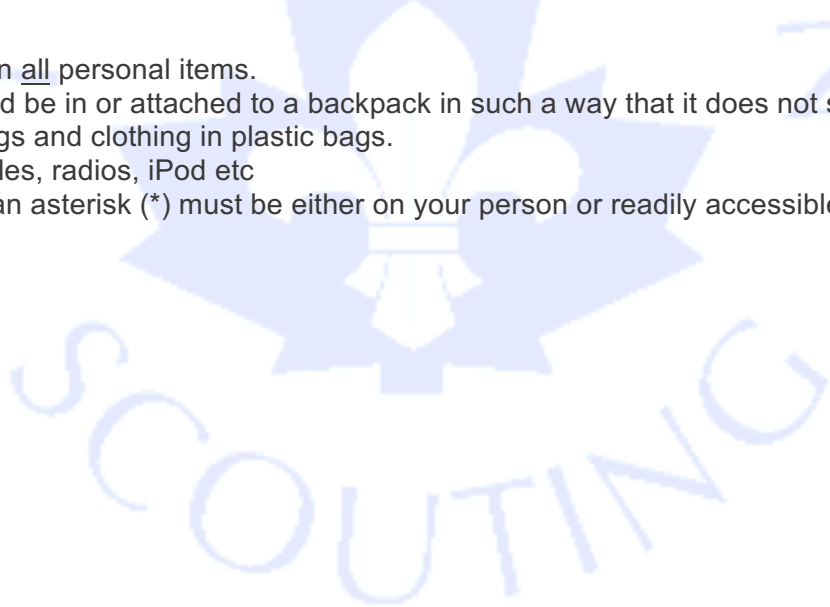 n all personal items.
d be in or attached to a backpack in such a way that it does not s
gs and clothing in plastic bags.
les, radios, iPod etc
an asterisk (*) must be either on your person or readily accessible
SCOUTING